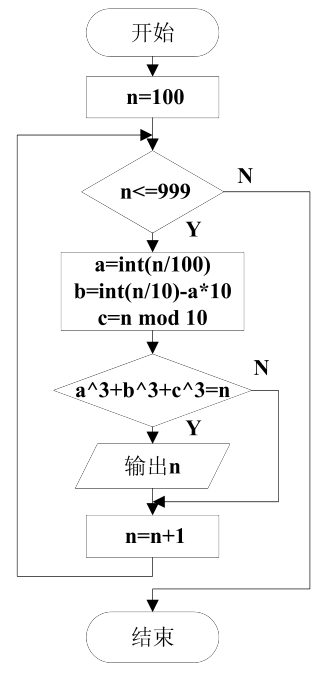 开始
n=100
n<=999
N
Y
a=int(n/100)
b=int(n/10)-a*10
c=n mod 10
a^3+b^3+c^3=n
N
Y
输出n
n=n+1
结束